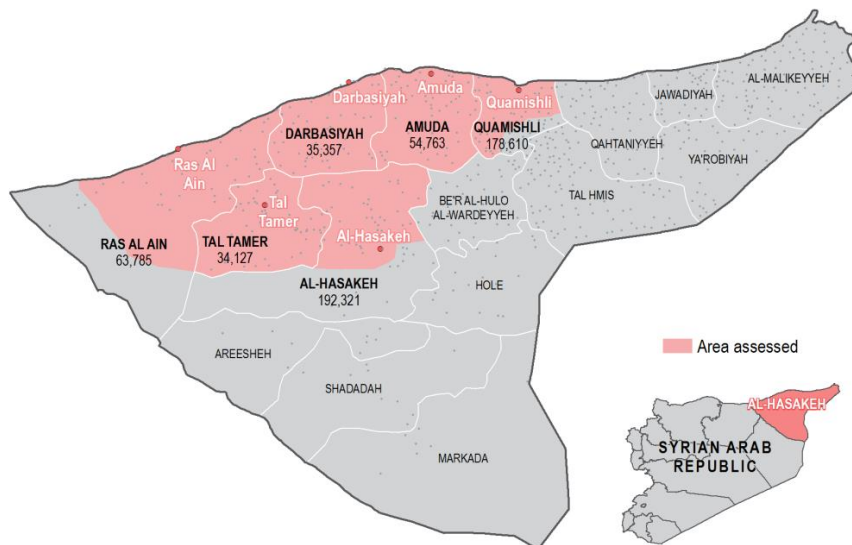 AL-MALIKEYYEH
JAWADIYAH
Amuda
Darbasiyah
Quamishli
DARBASIYAH
35,357
AMUDA
54,763
QUAMISHLI
178,610
QAHTANIYYEH
YA'ROBIYAH
Ras Al
Ain
Tal
Tamer
BE'R AL-HULO
AL-WARDEYYEH
TAL HMIS
Al-Hasakeh
RAS AL AIN
63,785
TAL TAMER
34,127
AL-HASAKEH
192,321
HOLE
AREESHEH
SHADADAH
MARKADA
Area assessed
AL-HASAKEH
SYRIAN ARAB
REPUBLIC